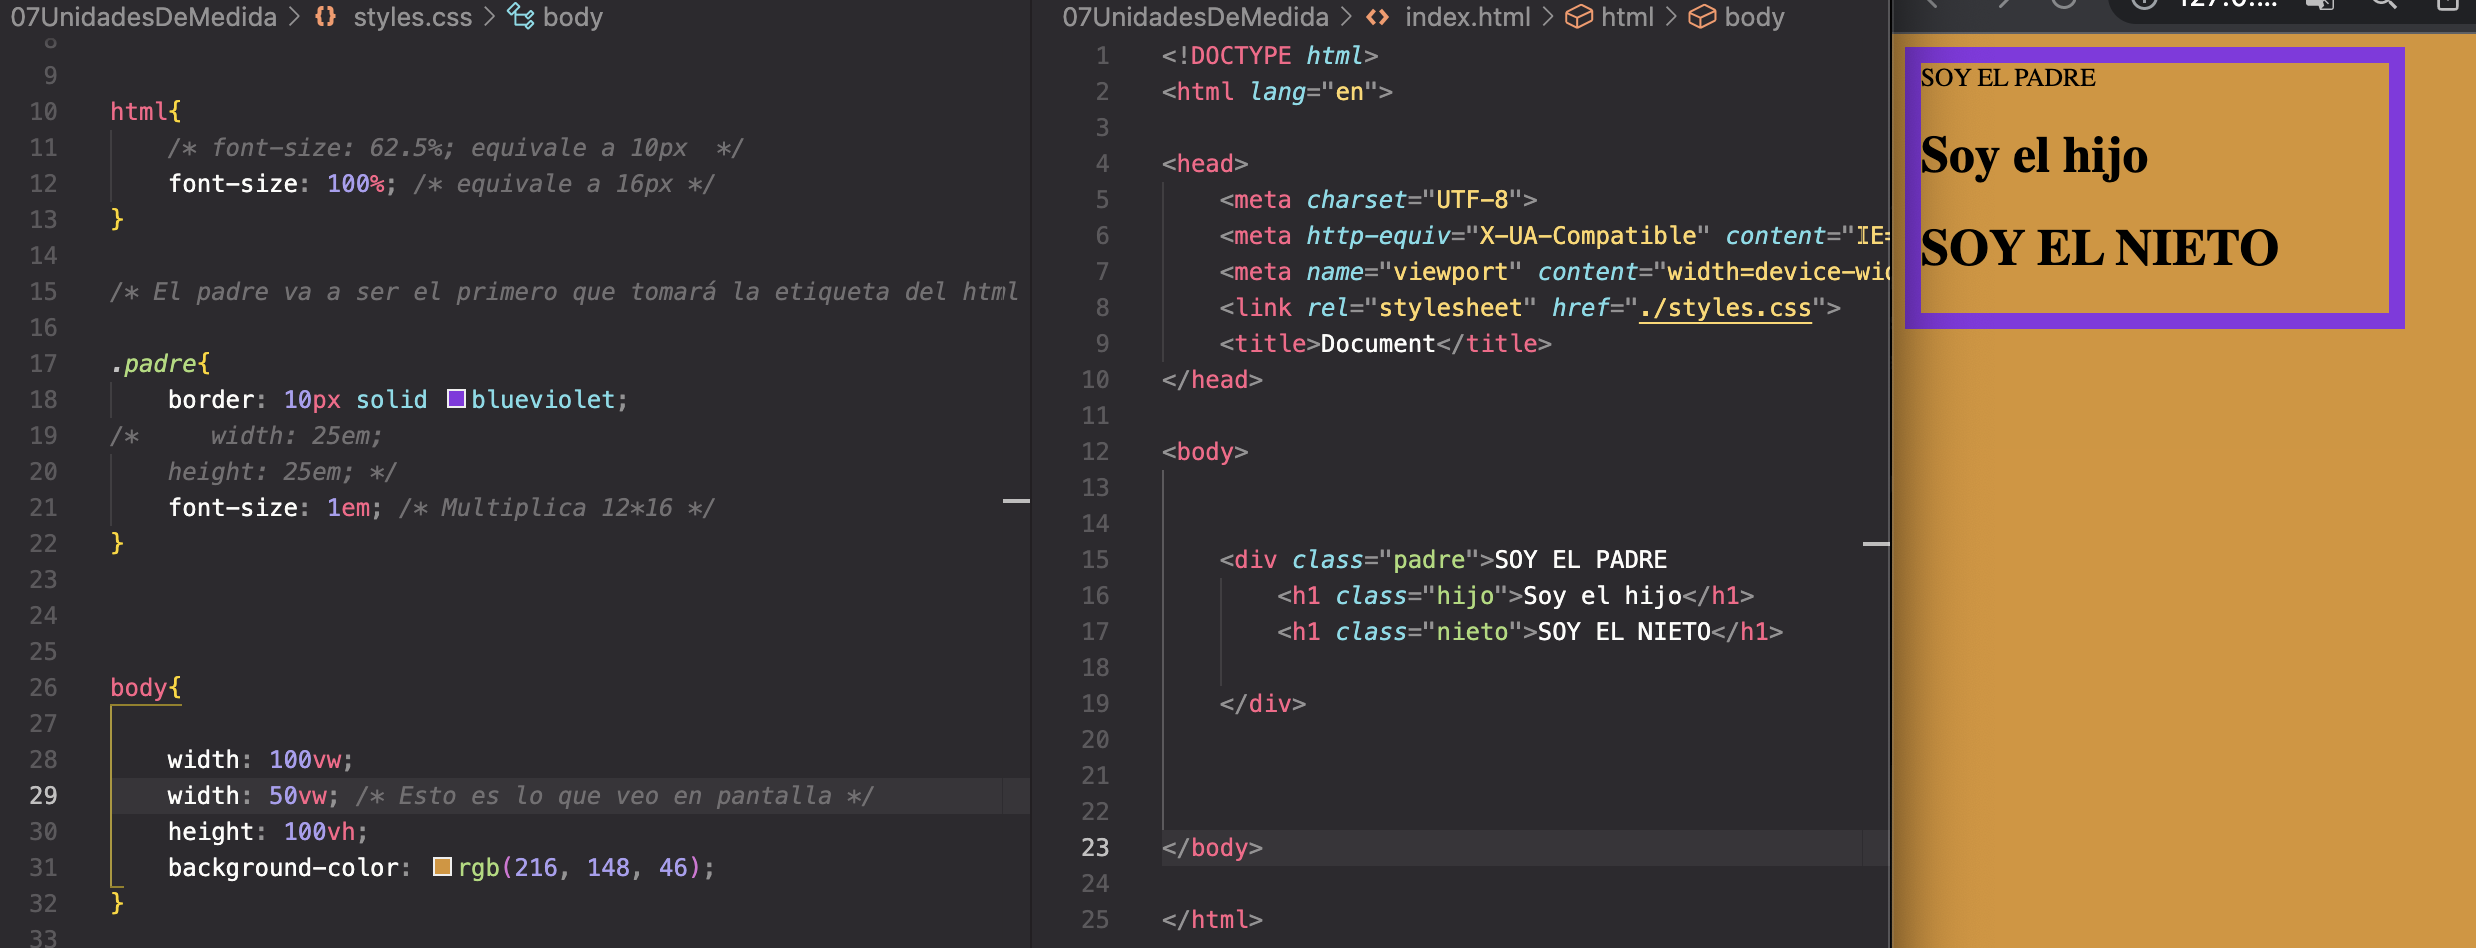 07UnidadesDeMedida > {} styles.css > body
8
9
10 html{
11 /* font-size: 62.5%; equivale a 10px  */
12 font-size: 100%; /* equivale a 16px */
13 }
14
15 /* El padre va a ser el primero que tomará la etiqueta del html
16
17 .padre{
18 border: 10px solid blueviolet;
19 /*     width: 25em;
20 height: 25em; */
21 font-size: 1em; /* Multiplica 12*16 */
22 }
23
24
25
26 body{
27
28 width: 100vw;
29 width: 50vw; /* Esto es lo que veo en pantalla */
30 height: 100vh;
31 background-color: rgb(216, 148, 46);
32 }
33
07UnidadesDeMedida > <> index.html > html > body
1 <!DOCTYPE html>
2 <html lang="en">
3
4 <head>
5 <meta charset="UTF-8">
6 <meta http-equiv="X-UA-Compatible" content="IE=
7 <meta name="viewport" content="width=device-wid
8 <link rel="stylesheet" href="./styles.css">
9 <title>Document</title>
10 </head>
11
12 <body>
13
14
15 <div class="padre">SOY EL PADRE
16 <h1 class="hijo">Soy el hijo</h1>
17 <h1 class="nieto">SOY EL NIETO</h1>
18
19 </div>
20
21
22
23 </body>
24
25 </html>
127.0....
SOY EL PADRE
Soy el hijo
SOY EL NIETO